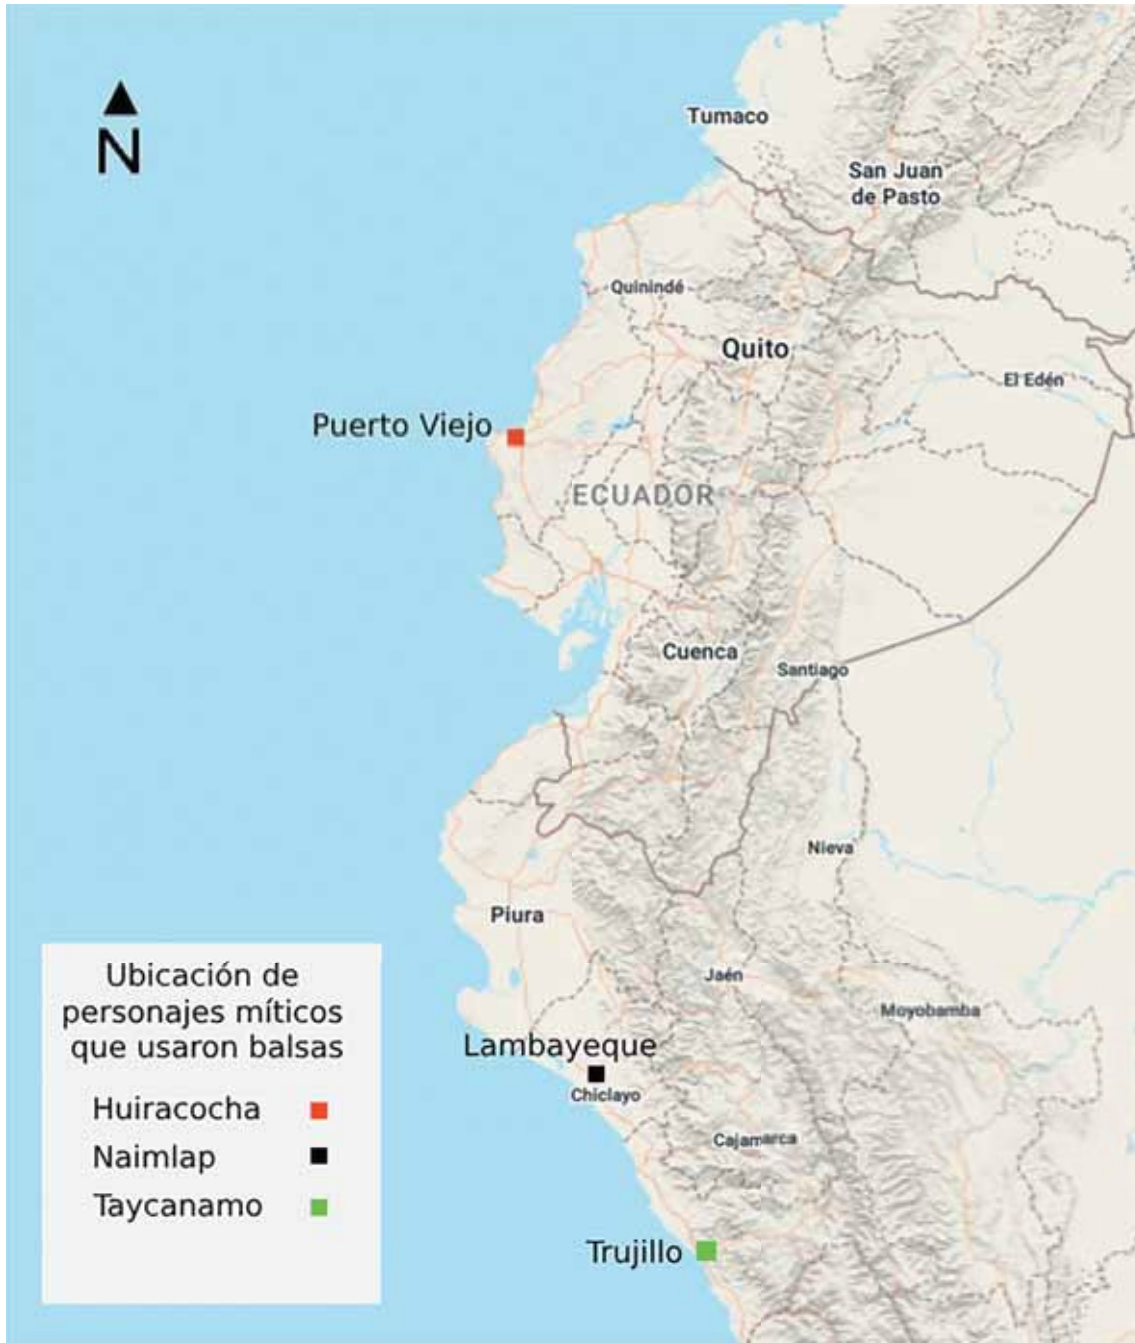 N
Tumaco
San Juan
de Pasto
Quinindé
Quito
El Edén
Puerto Viejo
ECUADOR
Cuenca
Santiago
Nieva
Piura
Jaén
Moyobamba
Lambayeque
Chiclayo
Cajamarca
Trujillo
Ubicación de
personajes míticos
que usaron balsas
Huiracocha
Naimlap
Taycanamo